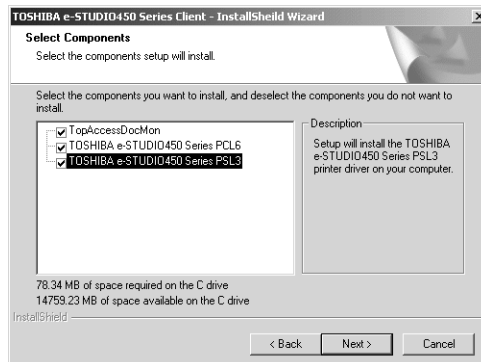 TOSHIBA e-STUDIO450 Series Client - InstallSheild Wizard
Select Components
Select the components setup will install.
Select the components you want to install, and deselect the components you do not want to
install.
TopAccessDocMon
TOSHIBA e-STUDIO450 Series PCL6
TOSHIBA e-STUDIO450 Series PSL3
Description
Setup will install the TOSHIBA
e-STUDIO450 Series PSL3
printer driver on your computer.
78.34 MB of space required on the C drive
14759.23 MB of space available on the C drive
InstallShield
< Back
Next >
Cancel